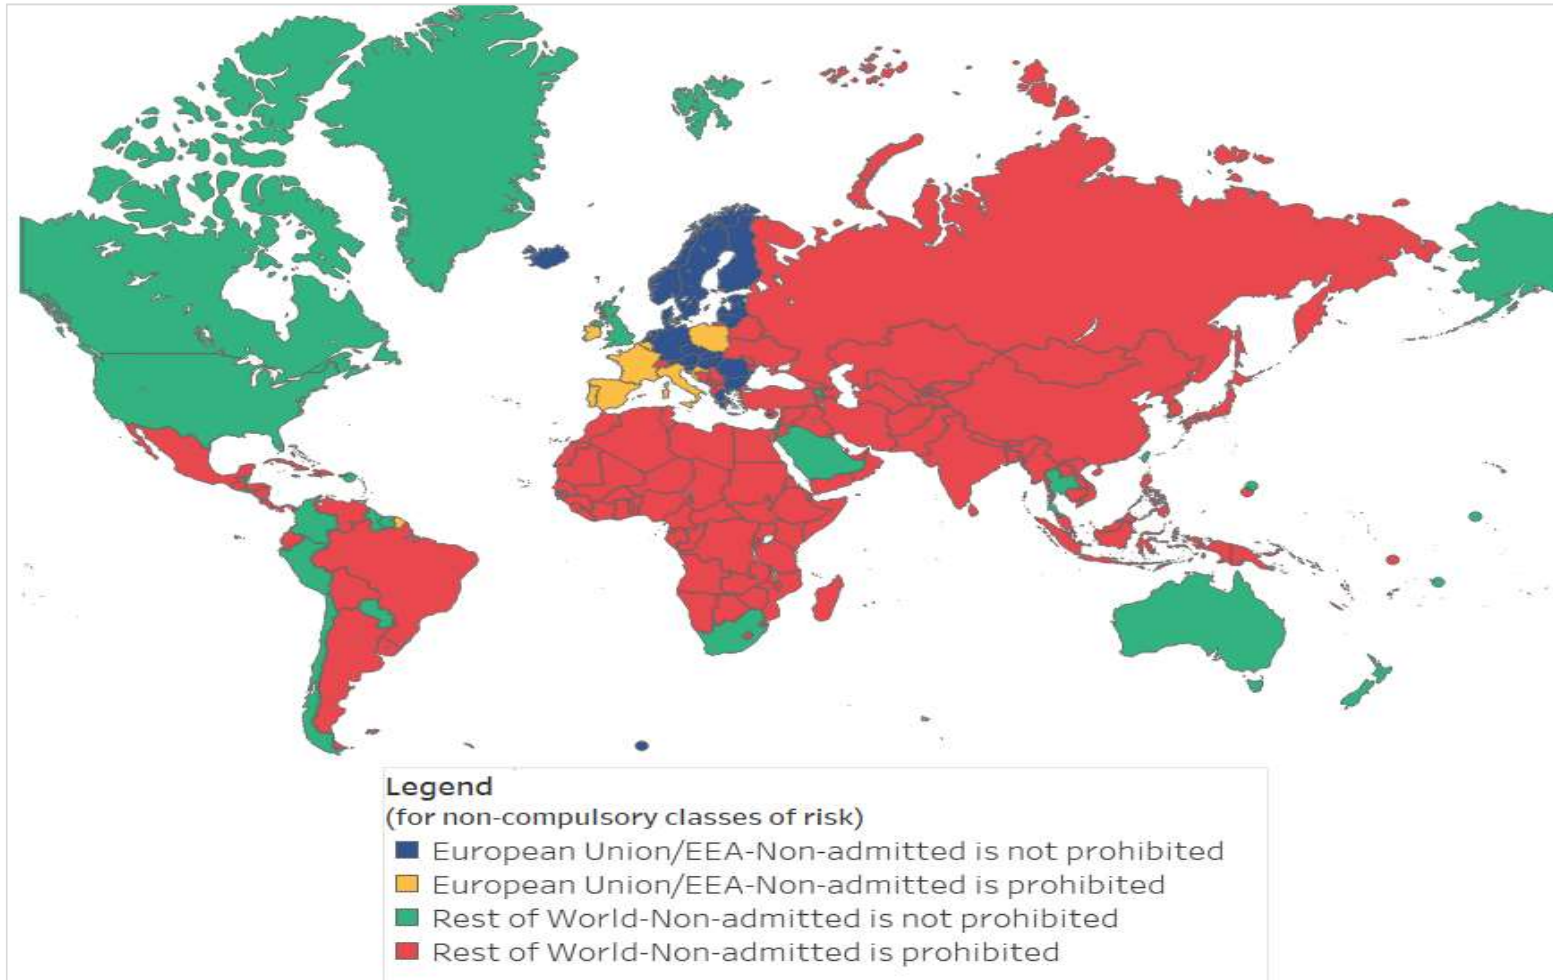 Legend
(for non-compulsory classes of risk)
European Union/EEA-Non-admitted is not prohibited
European Union/EEA-Non-admitted is prohibited
Rest of World-Non-admitted is not prohibited
Rest of World-Non-admitted is prohibited